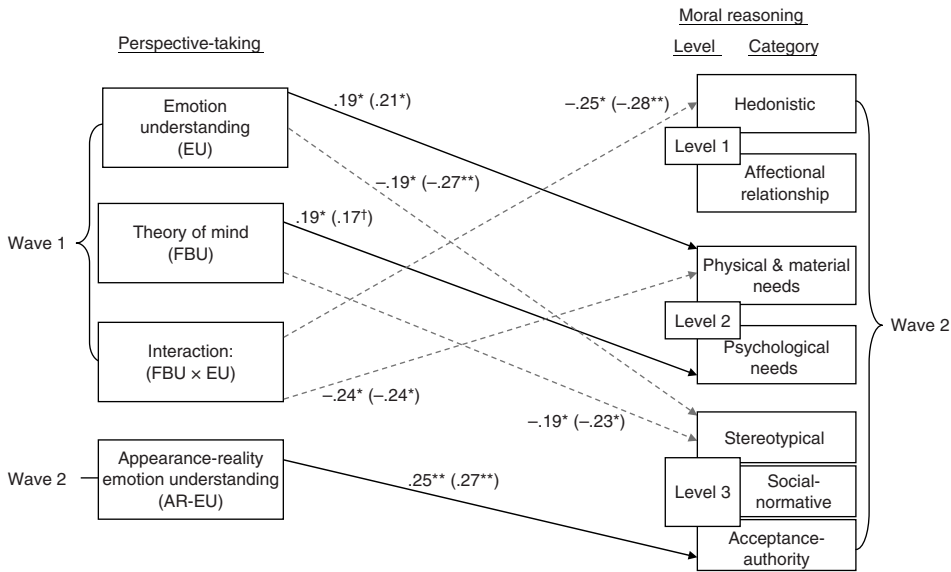 Moral reasoning
Perspective-taking
Level
Category
Emotion
understanding
(EU)
.19* (.21*)
–.25* (–.28**)
Hedonistic
Level 1
Affectional
relationship
–.19* (–.27**)
Wave 1
Theory of mind
(FBU)
.19* (.17†)
Physical & material
needs
Level 2
Psychological
needs
Wave 2
Interaction:
(FBU × EU)
–.24* (–.24*)
–.19* (–.23*)
Stereotypical
Level 3
Social-
normative
Acceptance-
authority
Wave 2
Appearance-reality
emotion understanding
(AR-EU)
.25** (.27**)